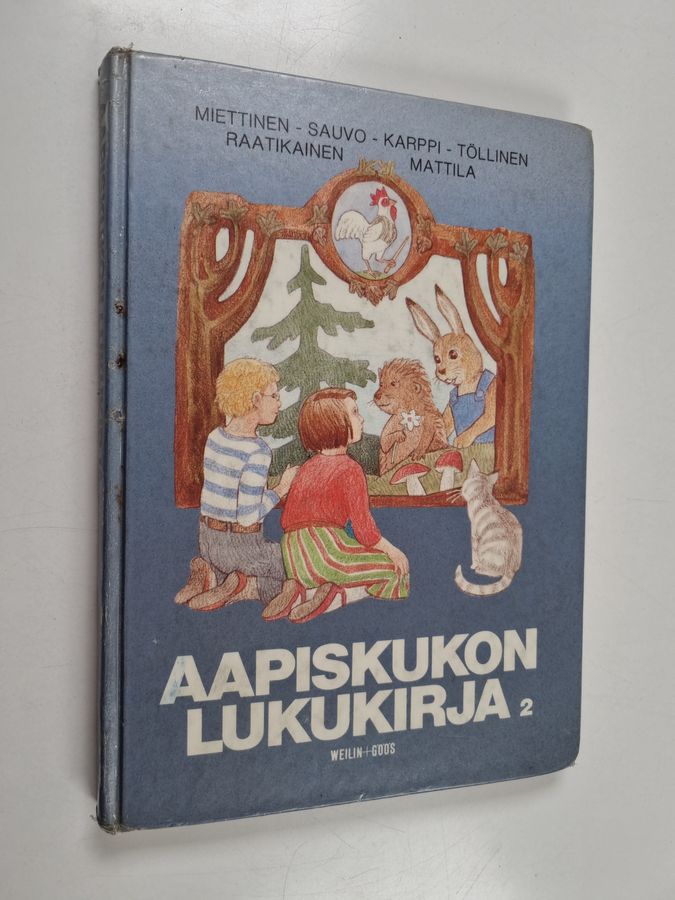 MIETTINEN - SAUVO - KARPPI - TÖLLINEN
RAATIKAINEN MATTILA
AAPISKUKON
LUKUKIRJA 2
WEILIN+GÖÖS